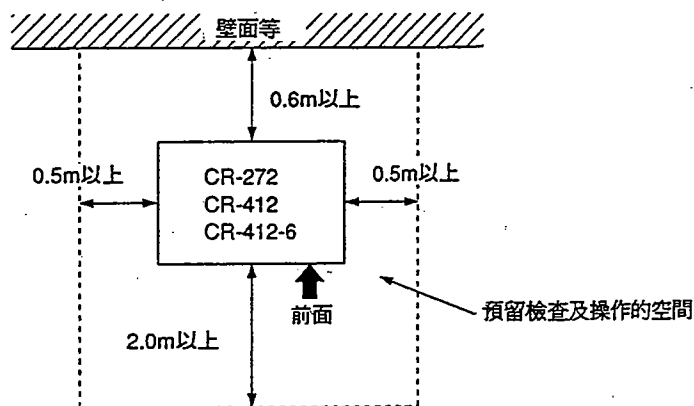 壁面等
0.6m以上
0.5m以上
0.5m以上
CR-272
CR-412
CR-412-6
前面
預留檢查及操作的空間
2.0m以上